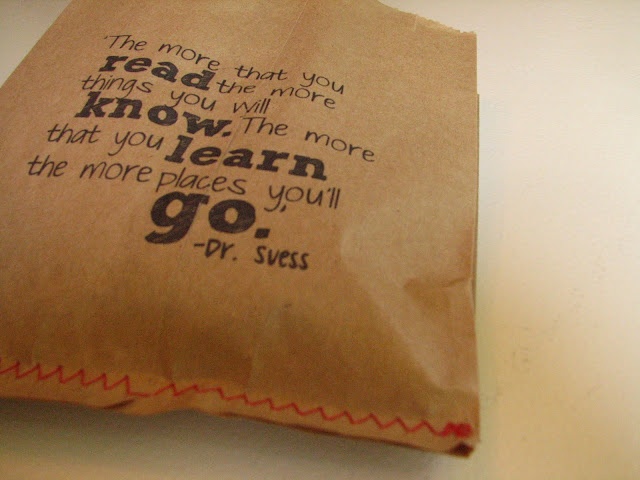 "The more that you
read the more
things you will
know. The more
that you learn
the more places you'll
go.
-Dr. Suess